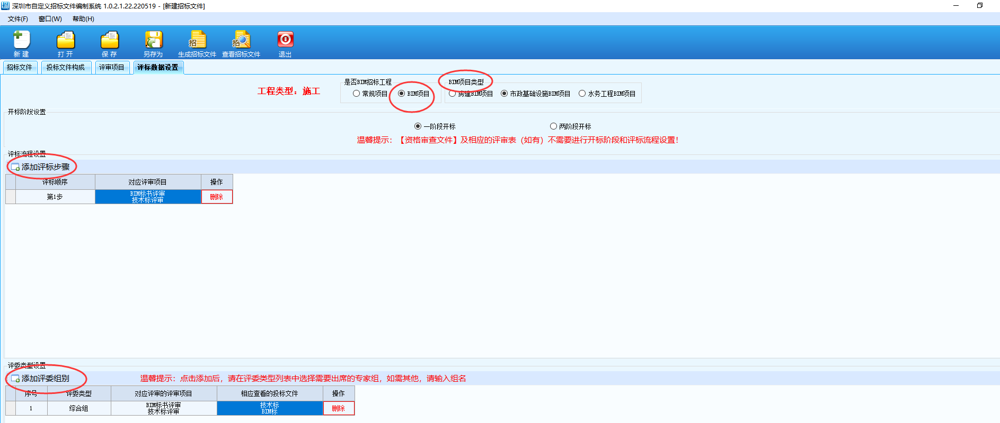 深圳市自定义招标文件编制系统 1.0.2.1.22.220519 - [新建招标文件]
文件(F) 窗口(W) 帮助(H)
新 建 打 开 保 存 另存为 生成招标文件 查看招标文件 退出
招标文件 投标文件构成 评审项目 评标数据设置
是否BIM招标工程 BIM项目类型
工程类型：施工 常规项目 BIM项目 房建BIM项目 市政基础设施BIM项目 水务工程BIM项目
开标阶段设置
一阶段开标 两阶段开标
温馨提示：【资格审查文件】及相应的评审表（如有）不需要进行开标阶段和评标流程设置！
评标流程设置
添加评标步骤
评标顺序 对应评审项目 操作
第1步 BIM标书评审 删除
技术标评审
评委类型设置
添加评委组别 温馨提示：点击添加后，请在评委类型列表中选择需要出席的专家组，如需其他，请输入组名
序号 评委类型 对应评审的评审项目 相应查看的投标文件 操作
1 综合组 BIM标书评审 技术标 删除
技术标评审 BIM标